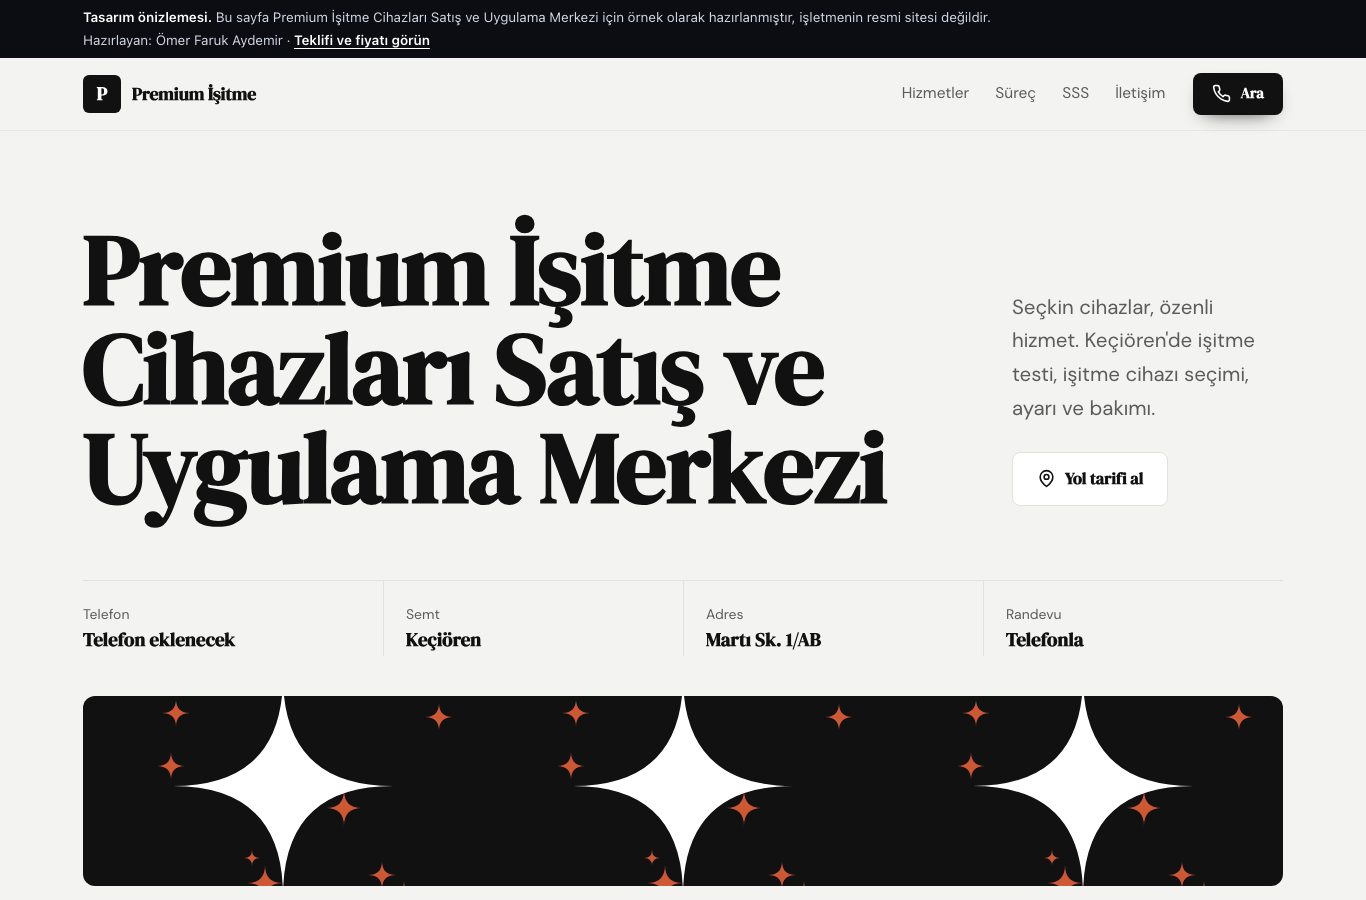 Tasarım önizlemesi. Bu sayfa Premium İşitme Cihazları Satış ve Uygulama Merkezi için örnek olarak hazırlanmıştır, işletmenin resmi sitesi değildir.
Hazırlayan: Ömer Faruk Aydemir · Teklifi ve fiyatı görün
P Premium İşitme
Hizmetler Süreç SSS İletişim Ara
Premium İşitme
Cihazları Satış ve
Uygulama Merkezi
Seçkin cihazlar, özenli
hizmet. Keçiören'de işitme
testi, işitme cihazı seçimi,
ayarı ve bakımı.
Yol tarifi al
Telefon
Telefon eklenecek
Semt
Keçiören
Adres
Martı Sk. 1/AB
Randevu
Telefonla